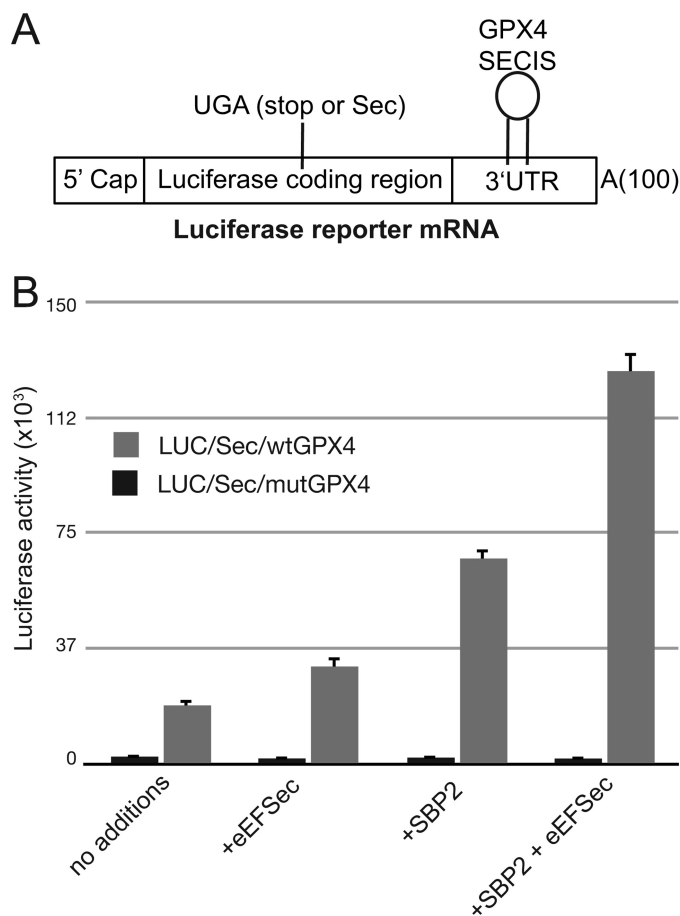 A
GPX4
SECIS
UGA (stop or Sec)
5' Cap
Luciferase coding region
3'UTR
A(100)
Luciferase reporter mRNA
B
Luciferase activity (x10³)
150
112
75
37
0
LUC/Sec/wtGPX4
LUC/Sec/mutGPX4
no additions
+eEFSec
+SBP2
+SBP2 + eEFSec